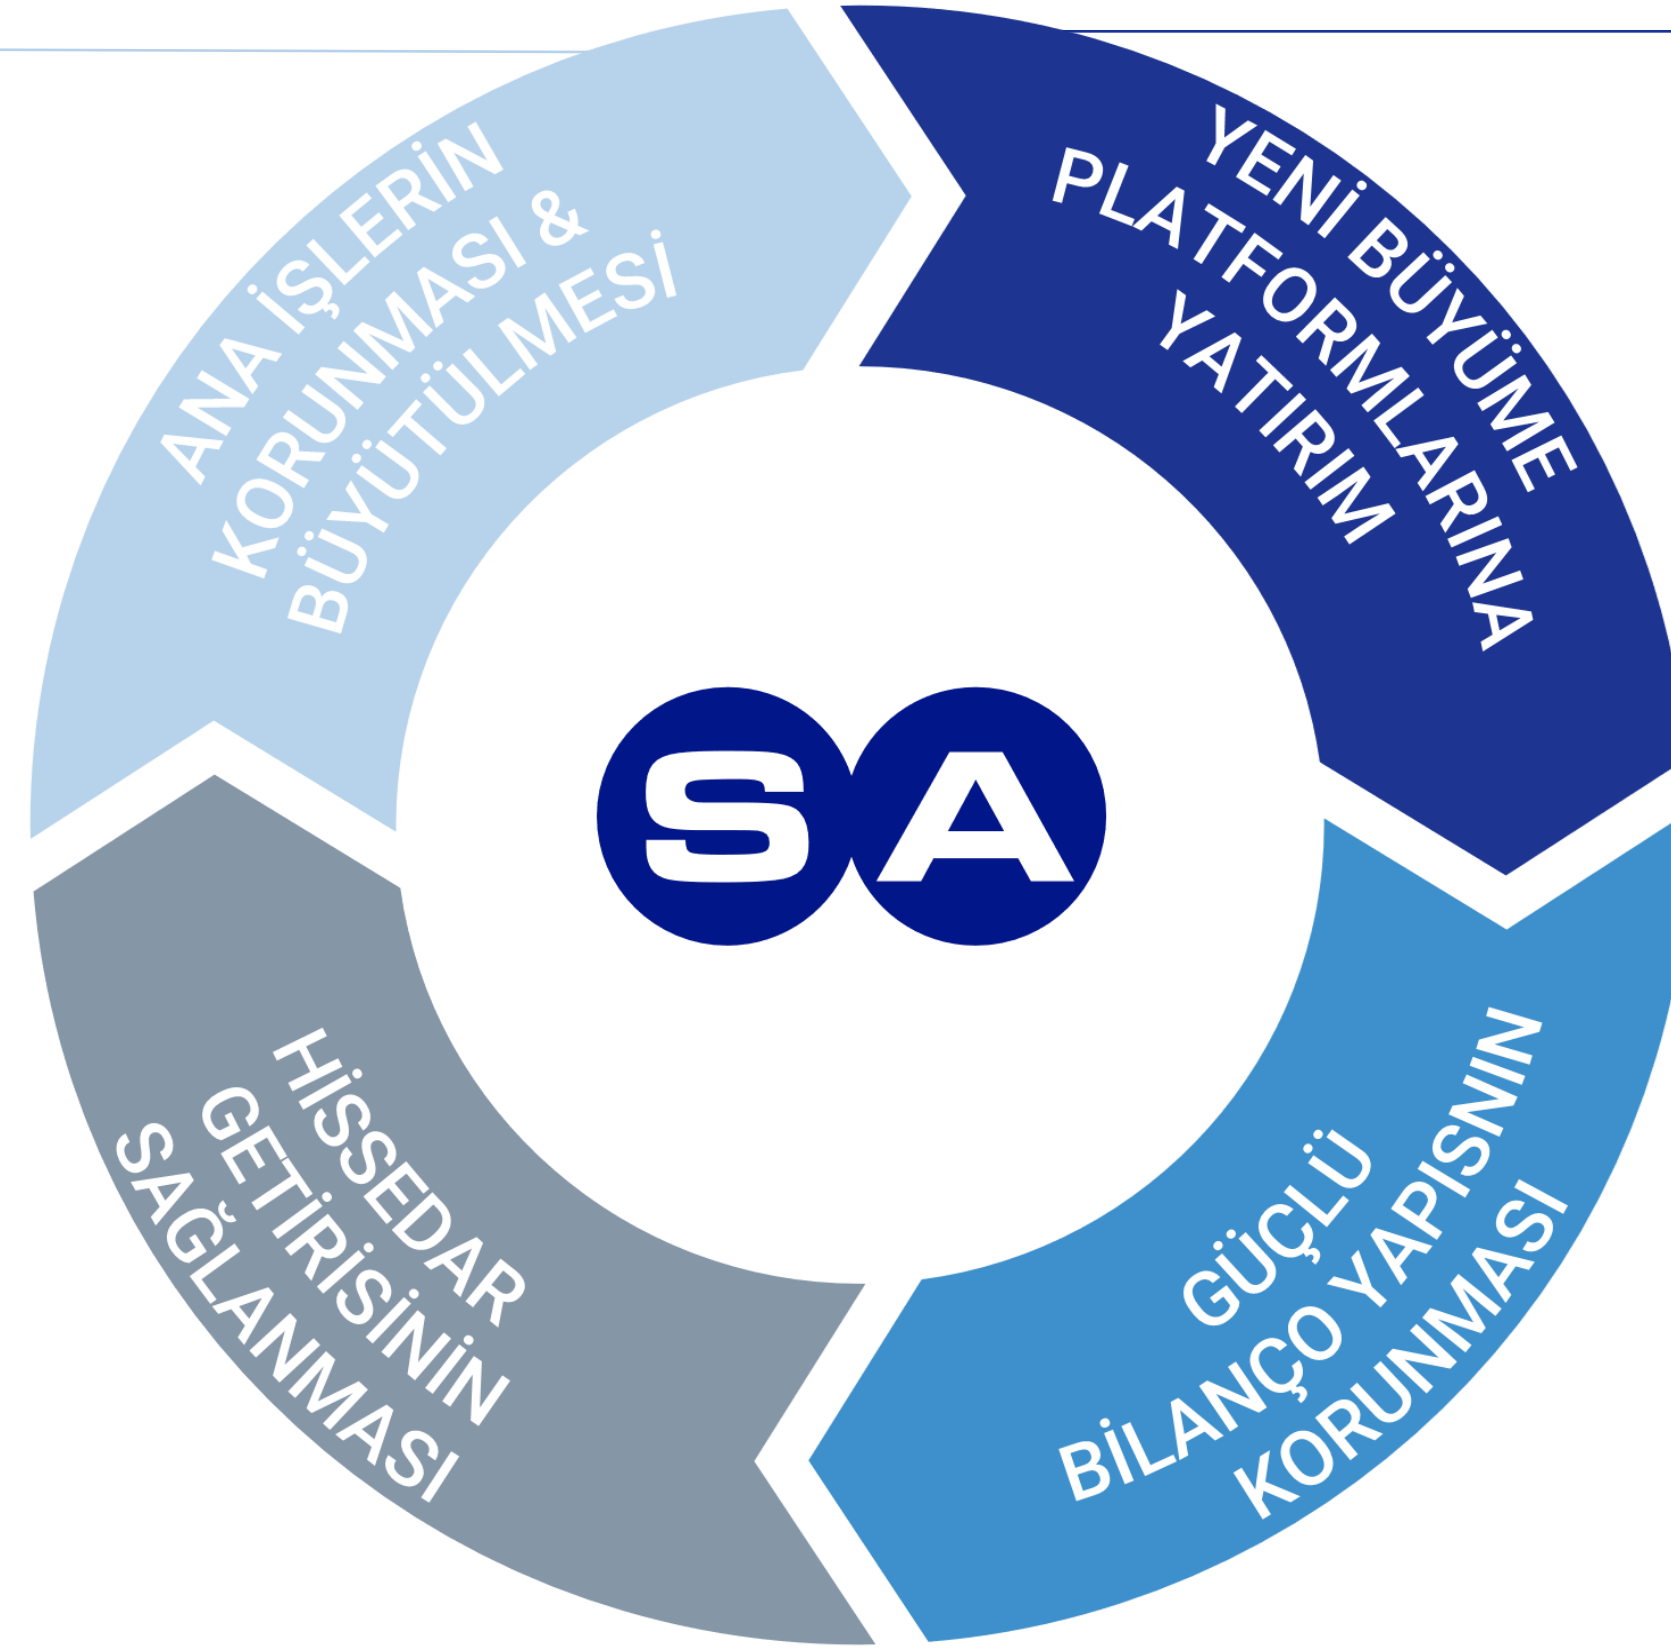 ANA İŞLERİN
KORUNMASI &
BÜYÜTÜLMESİ
YENİ BÜYÜME
PLATFORMLARINA
YATIRIM
SA
HİSSEDAR
GETİRİSİNİN
SAĞLANMASI
GÜÇLÜ
BİLANÇO YAPISNIN
KORUNMASI